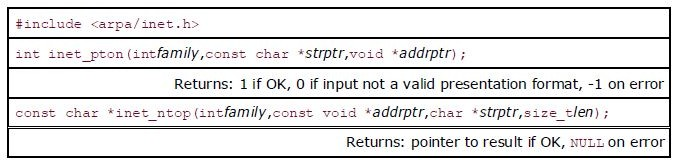 #include <arpa/inet.h>
int inet_pton(intfamily,const char *strptr,void *addrptr);
Returns: 1 if OK, 0 if input not a valid presentation format, -1 on error
const char *inet_ntop(intfamily,const void *addrptr,char *strptr,size_tlen);
Returns: pointer to result if OK, NULL on error